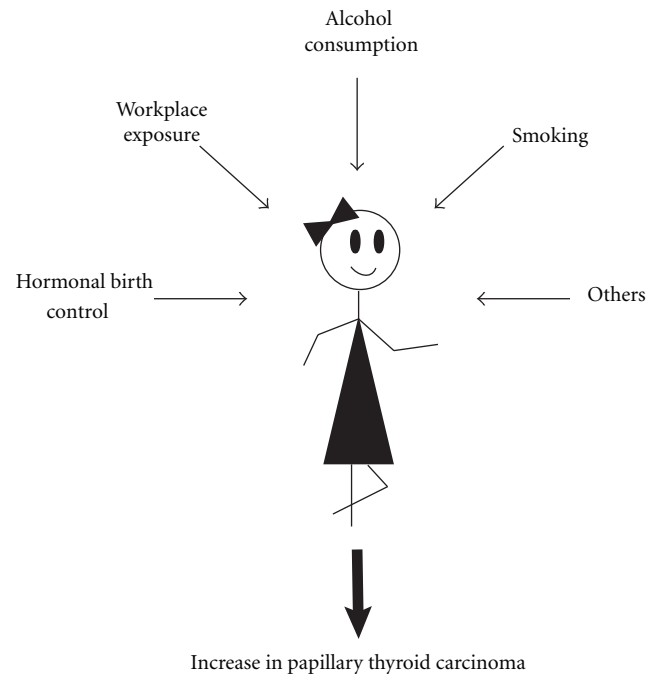 Alcohol
consumption
Workplace
exposure
Smoking
Hormonal birth
control
Others
Increase in papillary thyroid carcinoma